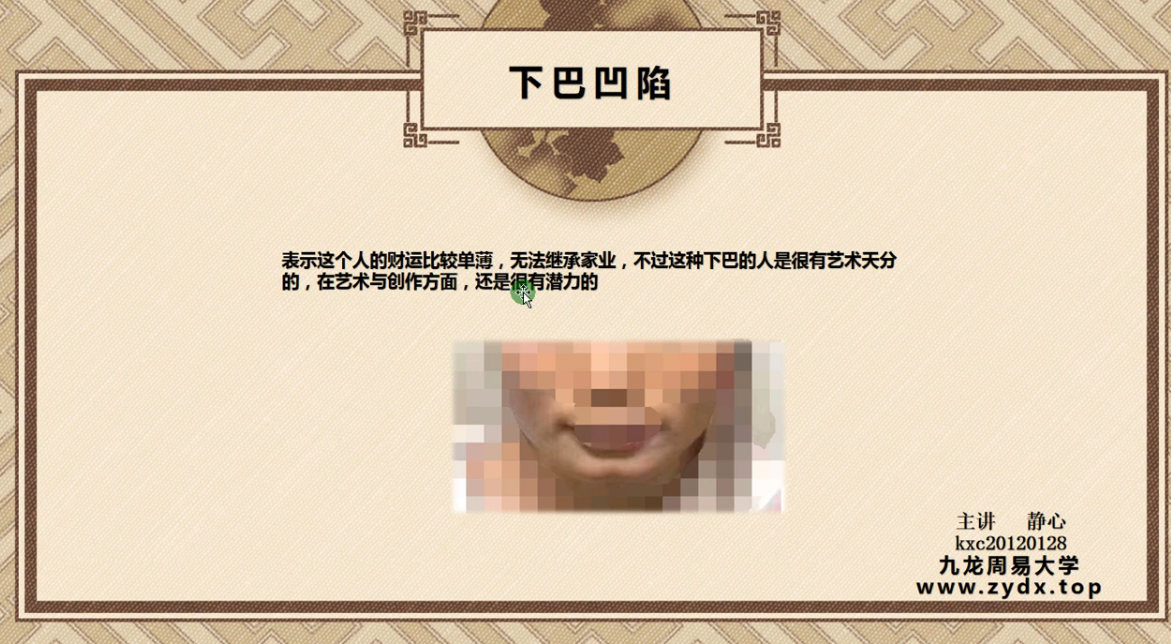 下巴凹陷
表示这个人的财运比较单薄，无法继承家业，不过这种下巴的人是很有艺术天分
的，在艺术与创作方面，还是很有潜力的
主讲 静心
kxc20120128
九龙周易大学
www.zydx.top